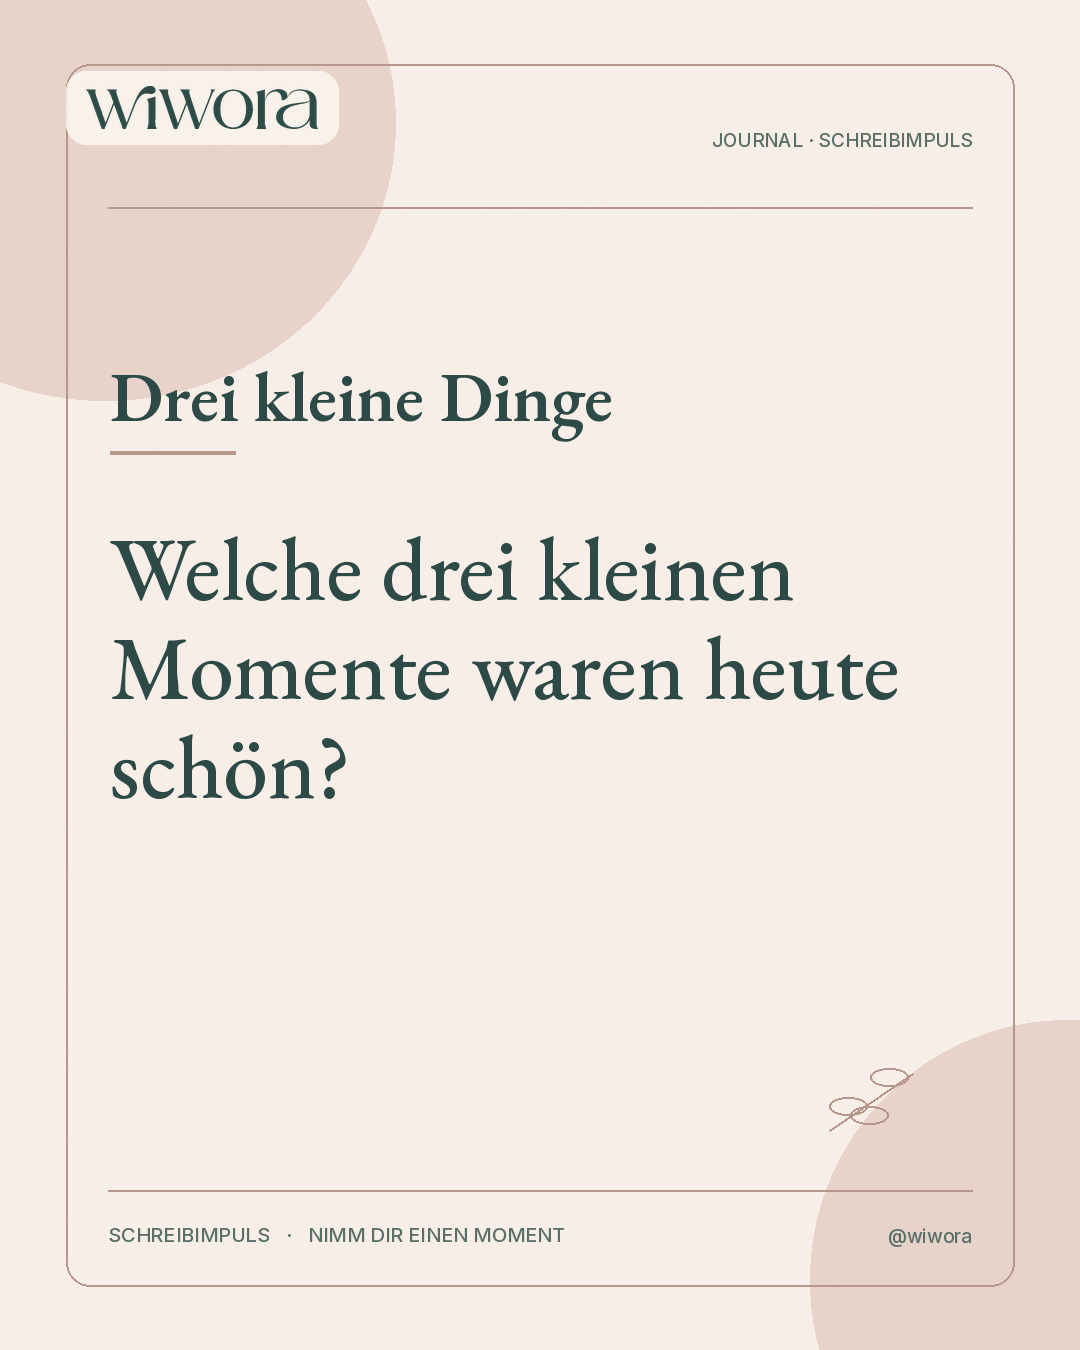 wiwora
JOURNAL · SCHREIBIMPULS
Drei kleine Dinge
Welche drei kleinen
Momente waren heute
schön?
SCHREIBIMPULS · NIMM DIR EINEN MOMENT
@wiwora